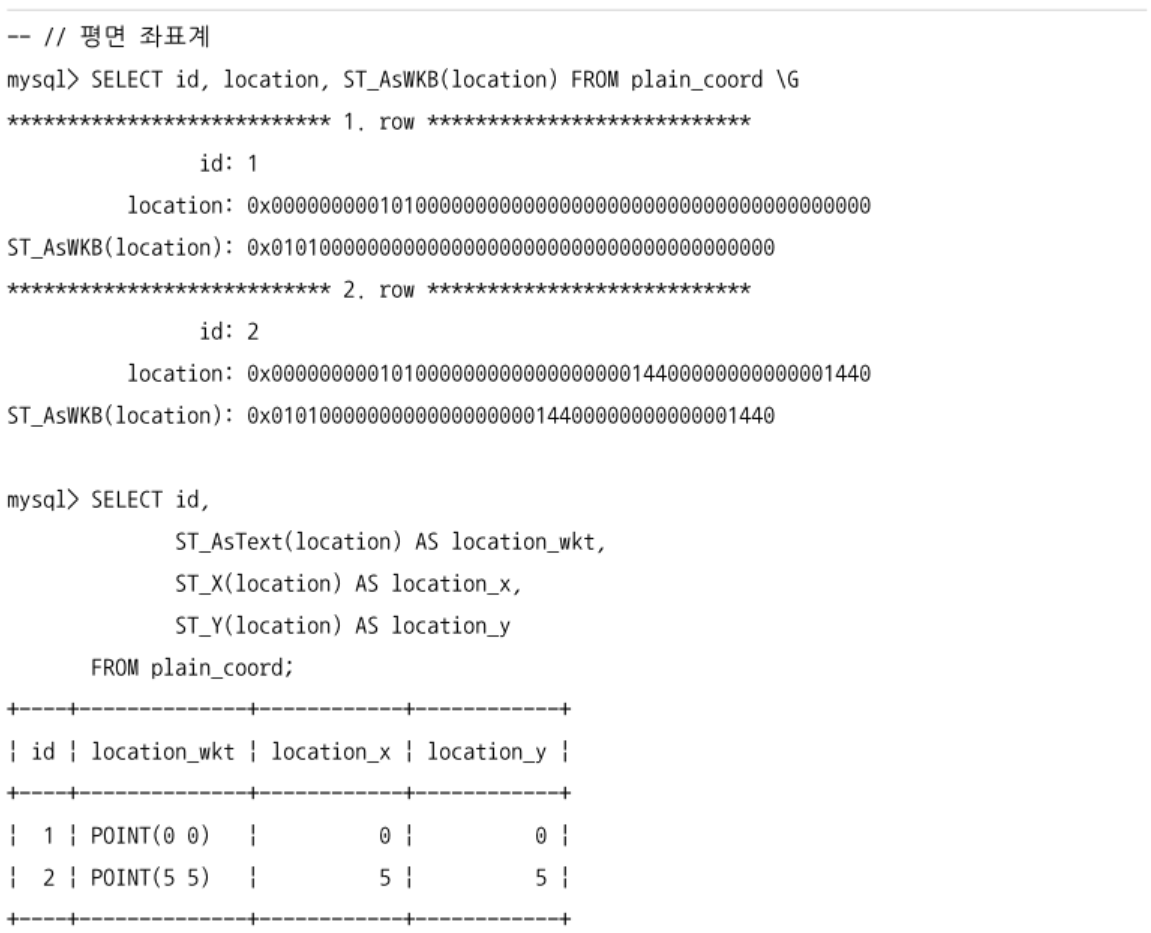 -- // 평면 좌표계
mysql> SELECT id, location, ST_AsWKB(location) FROM plain_coord \G
*************************** 1. row ***************************
                id: 1
          location: 0x00000000010100000000000000000000000000000000000000
ST_AsWKB(location): 0x010100000000000000000000000000000000000000
*************************** 2. row ***************************
                id: 2
          location: 0x00000000010100000000000000000014400000000000001440
ST_AsWKB(location): 0x010100000000000000000014400000000000001440
mysql> SELECT id,
              ST_AsText(location) AS location_wkt,
              ST_X(location) AS location_x,
              ST_Y(location) AS location_y
       FROM plain_coord;
+----+--------------+------------+------------+
¦ id ¦ location_wkt ¦ location_x ¦ location_y ¦
+----+--------------+------------+------------+
¦  1 ¦ POINT(0 0)   ¦          0 ¦          0 ¦
¦  2 ¦ POINT(5 5)   ¦          5 ¦          5 ¦
+----+--------------+------------+------------+